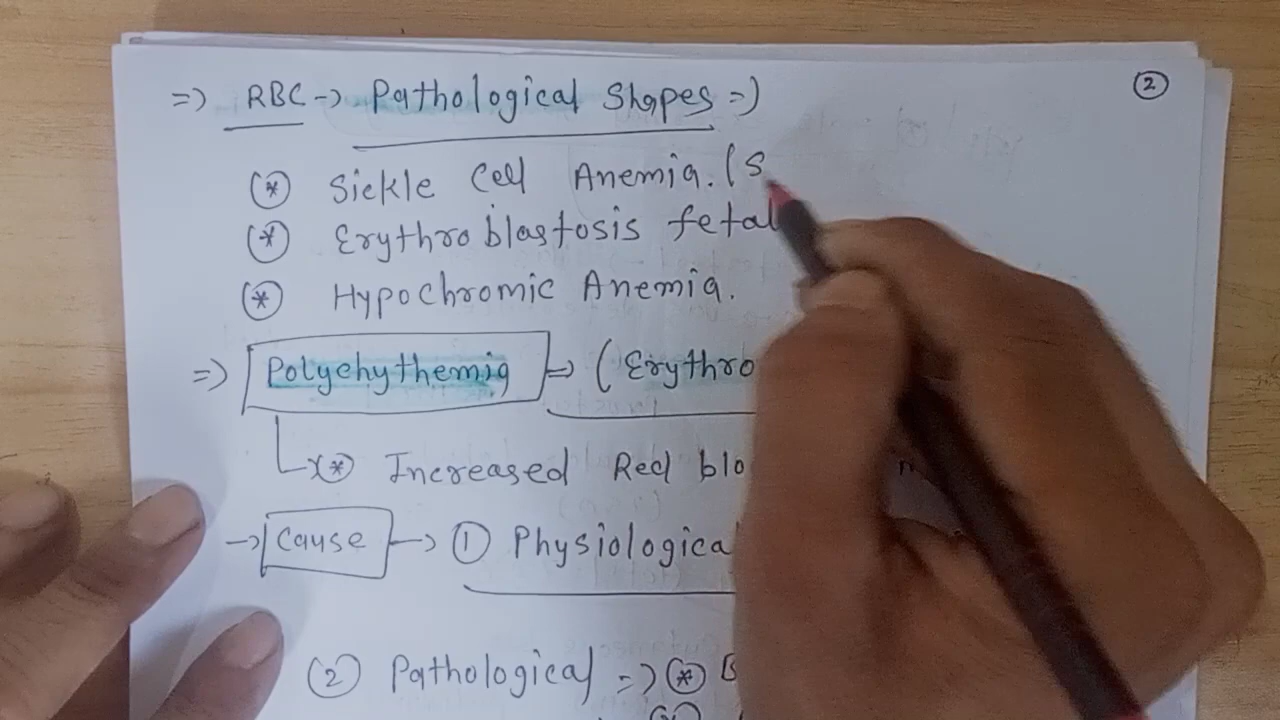 ②
=> RBC -> Pathological Shapes =>
* Sickle Cell Anemia. (S
* Erythroblastosis fetal
* Hypochromic Anemia.
=> Polychythemia => (Erythro
* Increased Red blo
-> Cause -> ① Physiological
② Pathological => *